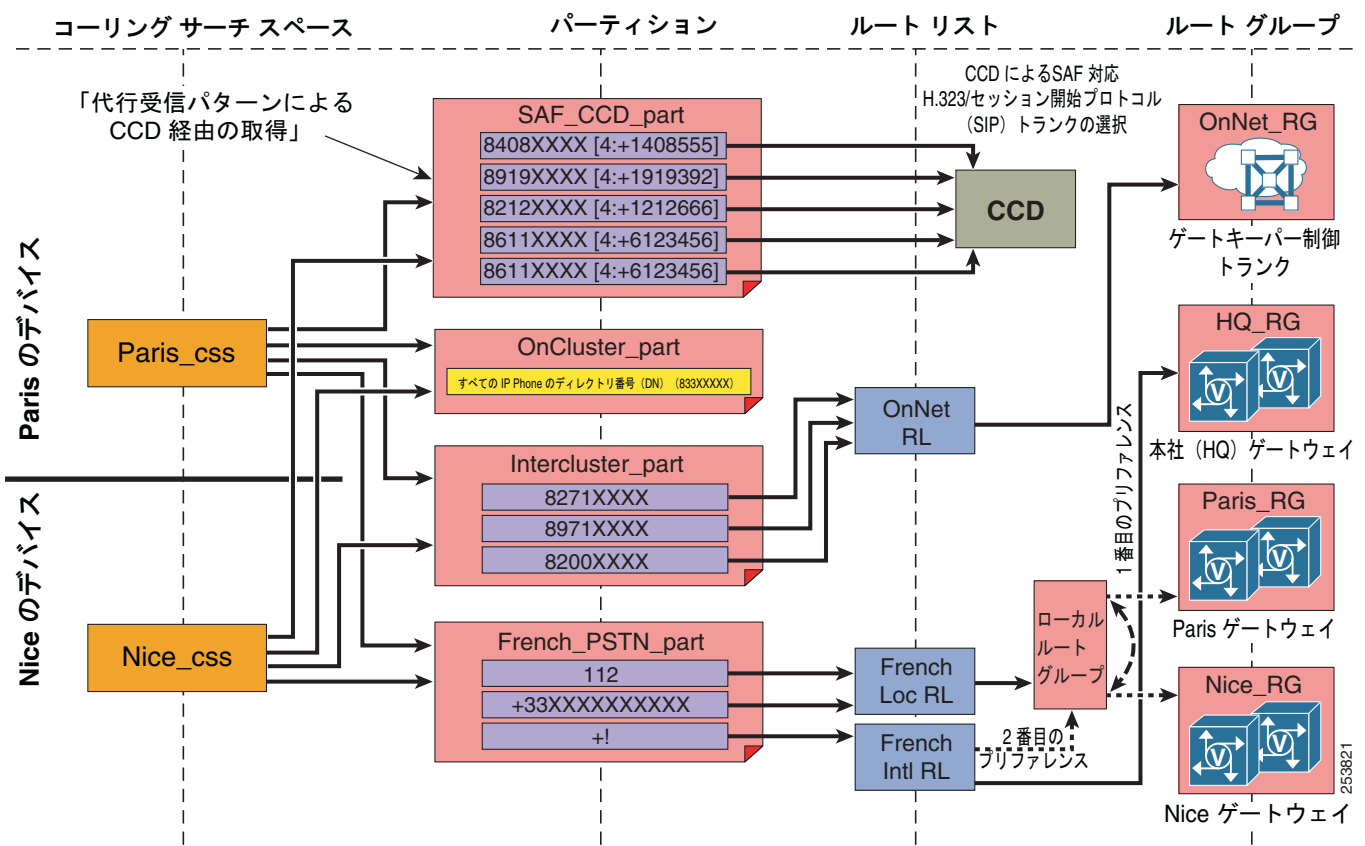 コーリング サーチ スペース
パーティション
ルート リスト
ルート グループ
「代行受信パターンによる
CCD 経由の取得」
SAF_CCD_part
8408XXXX [4:+1408555]
8919XXXX [4:+1919392]
8212XXXX [4:+1212666]
8611XXXX [4:+6123456]
8611XXXX [4:+6123456]
CCD によるSAF 対応
H.323/セッション開始プロトコル
(SIP) トランクの選択
CCD
OnNet_RG
ゲートキーパー制御
トランク
Paris のデバイス
Paris_css
OnCluster_part
すべての IP Phone のディレクトリ番号 (DN) (833XXXXX)
OnNet
RL
HQ_RG
V
V
本社 (HQ) ゲートウェイ
1 番目のプリファレンス
Intercluster_part
8271XXXX
8971XXXX
8200XXXX
Paris_RG
V
V
Paris ゲートウェイ
Nice のデバイス
Nice_css
French_PSTN_part
112
+33XXXXXXXXXX
+!
French
Loc RL
French
Intl RL
ローカル
ルート
グループ
2 番目の
プリファレンス
Nice_RG
V
V
Nice ゲートウェイ
253821